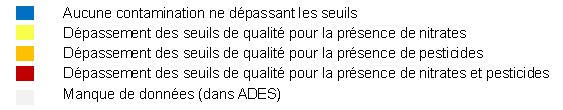 Aucune contamination ne dépassant les seuils
Dépassement des seuils de qualité pour la présence de nitrates
Dépassement des seuils de qualité pour la présence de pesticides
Dépassement des seuils de qualité pour la présence de nitrates et pesticides
Manque de données (dans ADES)